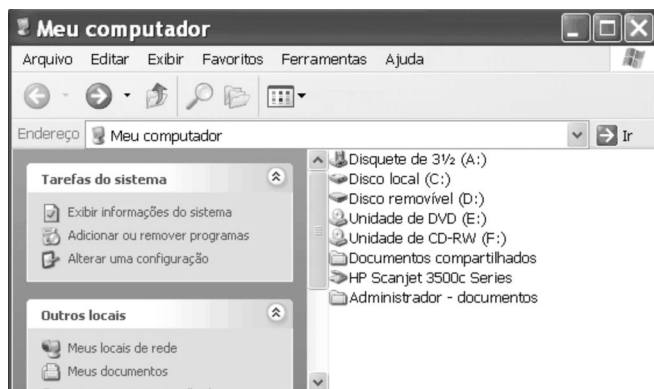 Meu computador
Arquivo Editar Exibir Favoritos Ferramentas Ajuda
Endereço Meu computador Ir
Tarefas do sistema
Exibir informações do sistema
Adicionar ou remover programas
Alterar uma configuração
Outros locais
Meus locais de rede
Meus documentos
Disquete de 3½ (A:)
Disco local (C:)
Disco removível (D:)
Unidade de DVD (E:)
Unidade de CD-RW (F:)
Documentos compartilhados
HP Scanjet 3500c Series
Administrador - documentos